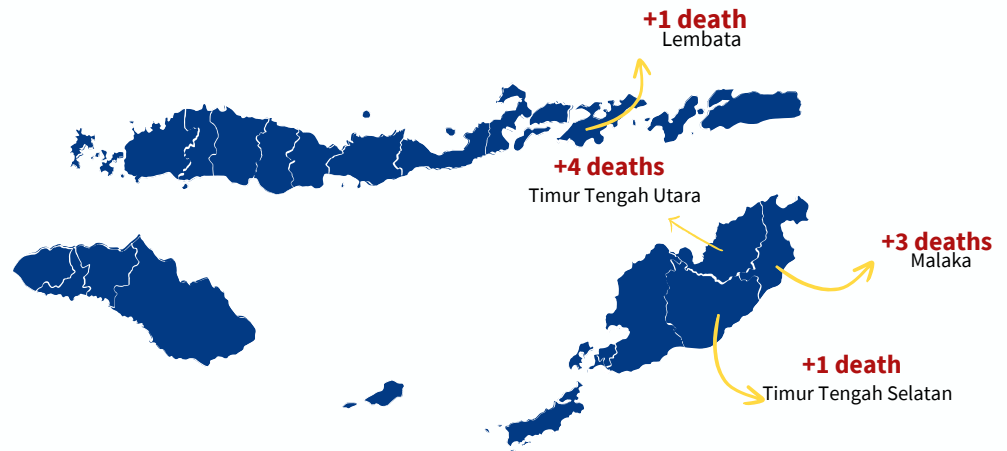 +1 death
Lembata
+4 deaths
Timur Tengah Utara
+3 deaths
Malaka
+1 death
Timur Tengah Selatan